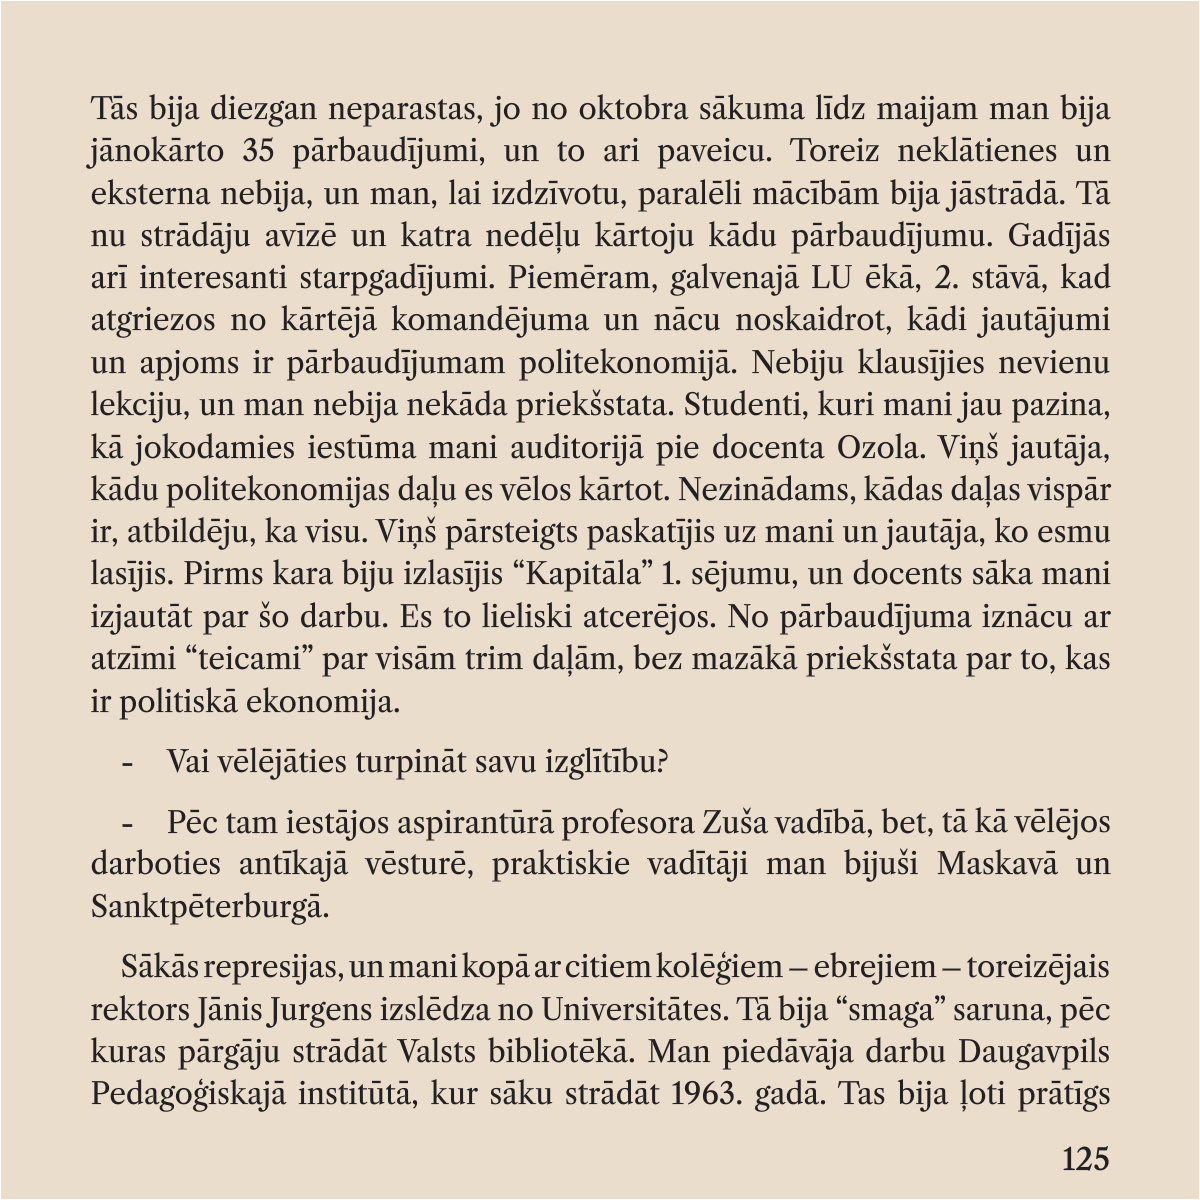 Tās bija diezgan neparastas, jo no oktobra sākuma līdz maijam man bija
jānokārto 35 pārbaudījumi, un to ari paveicu. Toreiz neklātienes un
eksterna nebija, un man, lai izdzīvotu, paralēli mācībām bija jāstrādā. Tā
nu strādāju avīzē un katra nedēļu kārtoju kādu pārbaudījumu. Gadījās
arī interesanti starpgadījumi. Piemēram, galvenajā LU ēkā, 2. stāvā, kad
atgriezos no kārtējā komandējuma un nācu noskaidrot, kādi jautājumi
un apjoms ir pārbaudījumam politekonomijā. Nebiju klausījies nevienu
lekciju, un man nebija nekāda priekšstata. Studenti, kuri mani jau pazina,
kā jokodamies iestūma mani auditorijā pie docenta Ozola. Viņš jautāja,
kādu politekonomijas daļu es vēlos kārtot. Nezinādams, kādas daļas vispār
ir, atbildēju, ka visu. Viņš pārsteigts paskatījis uz mani un jautāja, ko esmu
lasījis. Pirms kara biju izlasījis “Kapitāla” 1. sējumu, un docents sāka mani
izjautāt par šo darbu. Es to lieliski atcerējos. No pārbaudījuma iznācu ar
atzīmi “teicami” par visām trim daļām, bez mazākā priekšstata par to, kas
ir politiskā ekonomija.
- Vai vēlējāties turpināt savu izglītību?
- Pēc tam iestājos aspirantūrā profesora Zuša vadībā, bet, tā kā vēlējos
darboties antīkajā vēsturē, praktiskie vadītāji man bijuši Maskavā un
Sanktpēterburgā.
Sākās represijas, un mani kopā ar citiem kolēģiem – ebrejiem – toreizējais
rektors Jānis Jurgens izslēdza no Universitātes. Tā bija “smaga” saruna, pēc
kuras pārgāju strādāt Valsts bibliotēkā. Man piedāvāja darbu Daugavpils
Pedagoģiskajā institūtā, kur sāku strādāt 1963. gadā. Tas bija ļoti prātīgs
125